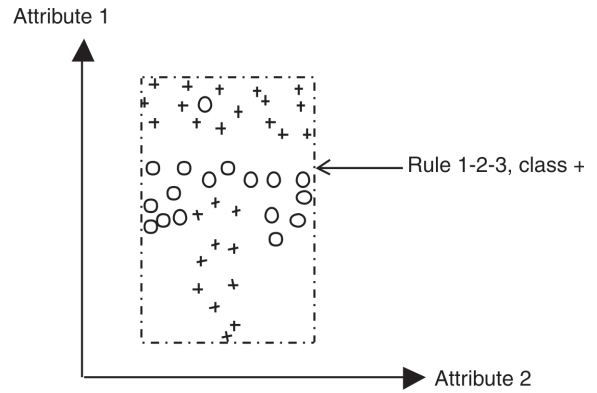 Attribute 1
Rule 1-2-3, class +
Attribute 2